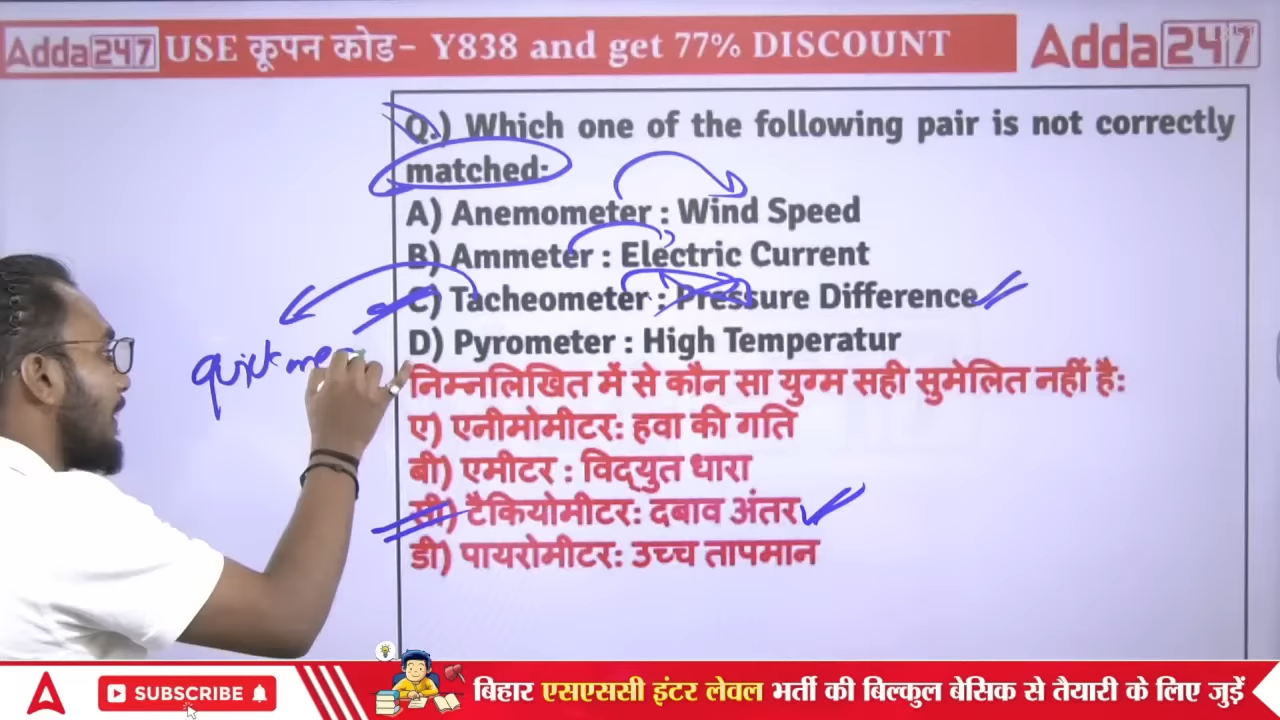 Adda247 USE कूपन कोड- Y838 and get 77% DISCOUNT Adda247
Q.) Which one of the following pair is not correctly
matched:
A) Anemometer : Wind Speed
B) Ammeter : Electric Current
C) Tacheometer : Pressure Difference
D) Pyrometer : High Temperatur
quick me
निम्नलिखित में से कौन सा युग्म सही सुमेलित नहीं है:
ए) एनीमोमीटर: हवा की गति
बी) एमीटर : विद्युत धारा
सी) टैकियोमीटर: दबाव अंतर
डी) पायरोमीटर: उच्च तापमान
SUBSCRIBE
बिहार एसएससी इंटर लेवल भर्ती की बिल्कुल बेसिक से तैयारी के लिए जुड़ें